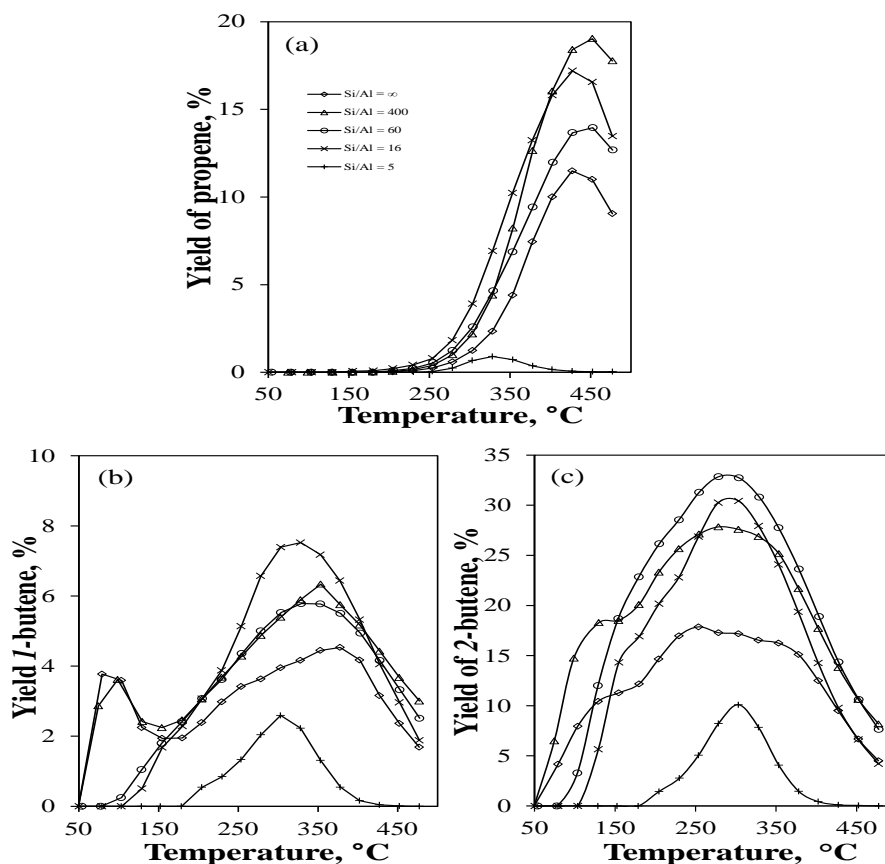 20
(a)
15
10
5
0
Yield of propene, %
Si/Al = ∞
Si/Al = 400
Si/Al = 60
Si/Al = 16
Si/Al = 5
50 150 250 350 450
Temperature, °C
10
(b)
8
6
4
2
0
Yield 1-butene, %
50 150 250 350 450
Temperature, °C
35
(c)
30
25
20
15
10
5
0
Yield of 2-butene, %
50 150 250 350 450
Temperature, °C